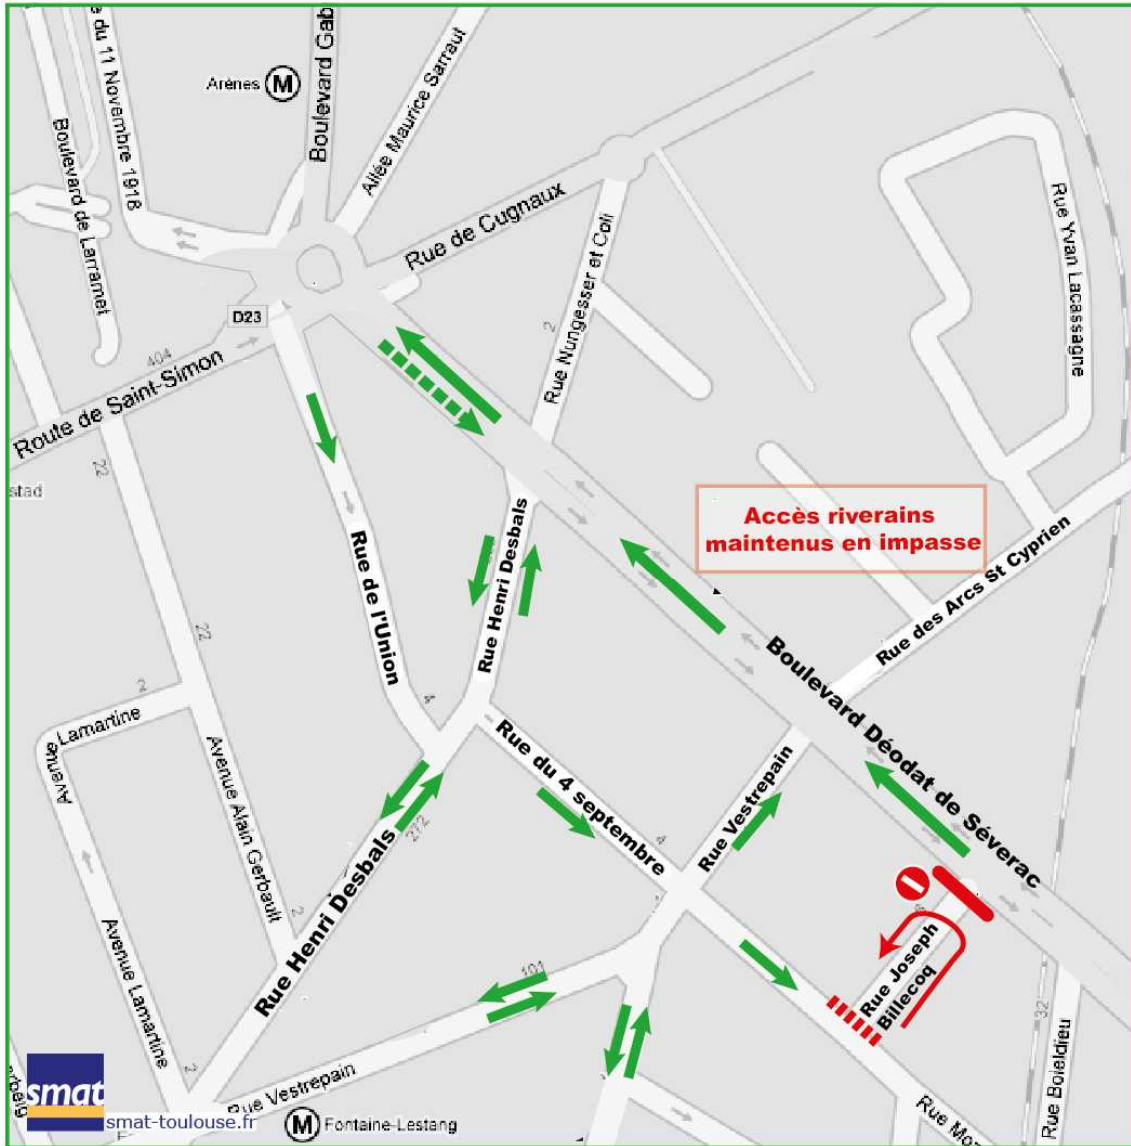 e du 11 Novembre 1918
Boulevard de Larramet
Arènes
M
Boulevard Gab
Allée Maurice Sarraut
Rue de Cugnaux
Rue Nungesser et Coli
2
Rue Yvan Lacassagne
D23
404
Route de Saint-Simon
22
stad
Accès riverains
maintenus en impasse
Rue de l'Union
Rue Henri Desbals
Rue des Arcs St Cyprien
22
2
4
Avenue Lamartine
Avenue Alain Gerbault
Rue du 4 septembre
4
Boulevard Déodat de Séverac
Rue Vestrepain
272
Rue Henri Desbals
2
Avenue Lamartine
2
101
Rue Joseph
Billecoq
32
Rue Boieldieu
smat
smat-toulouse.fr
Rue Vestrepain
M
Fontaine-Lestang
Rue Moz